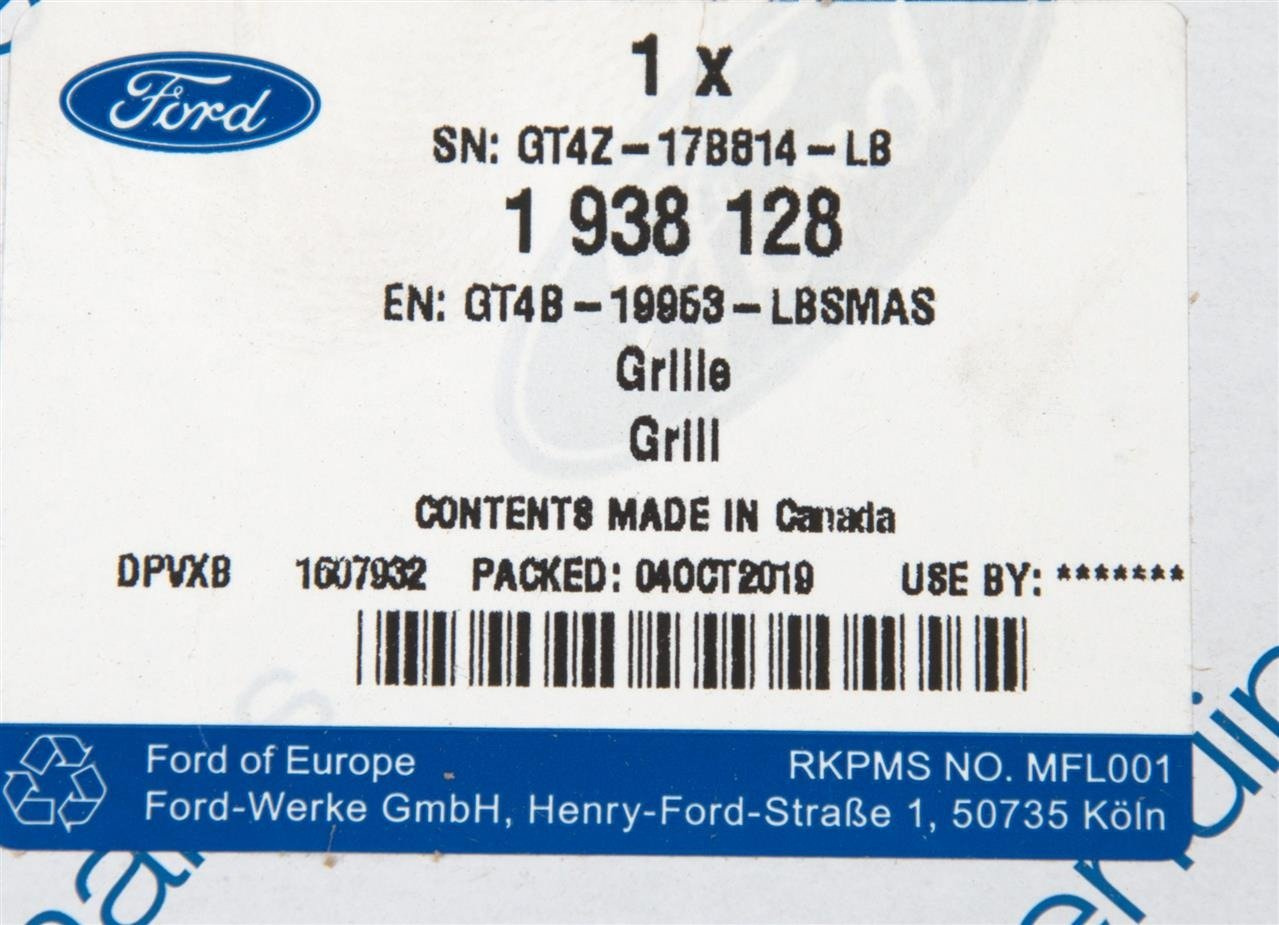 Ford
1 x
SN: GT4Z-17B814-LB
1 938 128
EN: GT4B-19953-LBSMAS
Grille
Grill
CONTENTS MADE IN Canada
DPVXB 1607932 PACKED: 04OCT2019 USE BY: *******
Ford of Europe RKPMS NO. MFL001
Ford-Werke GmbH, Henry-Ford-Straße 1, 50735 Köln